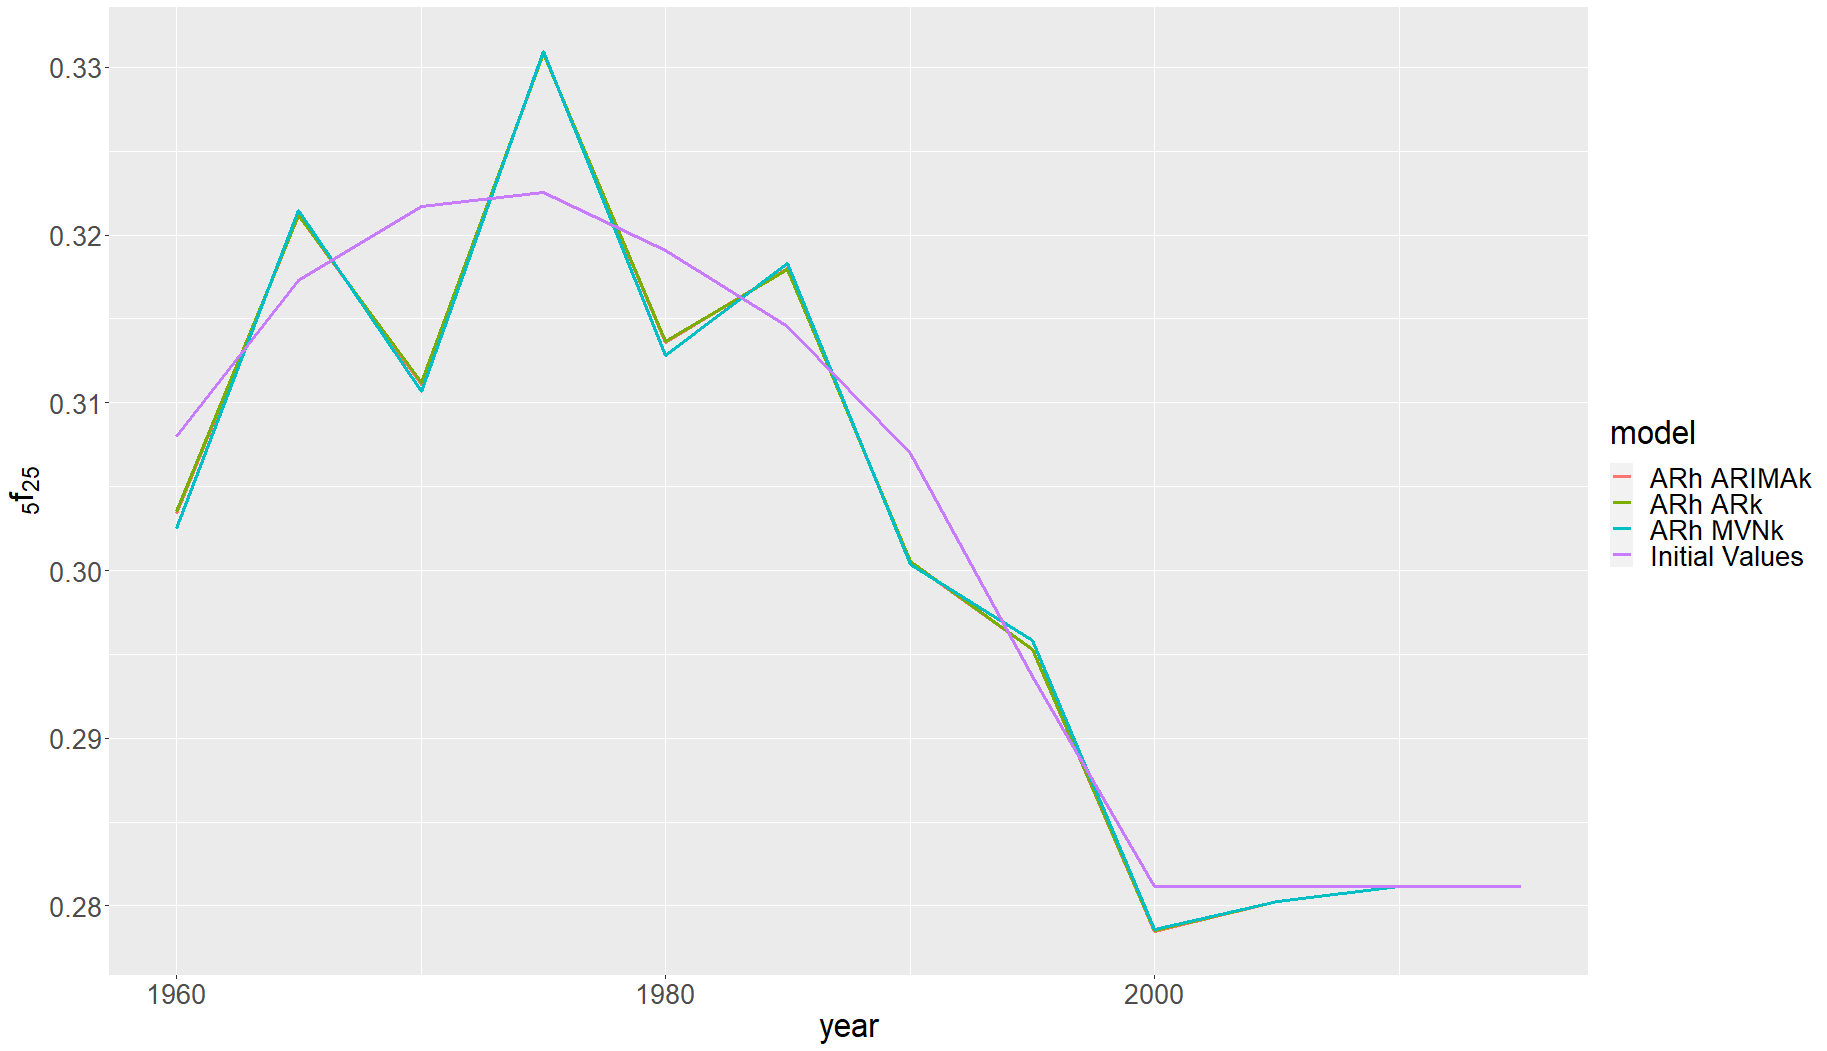 0.33
0.32
0.31
0.30
0.29
0.28
5f25
1960
1980
2000
year
model
ARh ARIMAk
ARh ARk
ARh MVNk
Initial Values